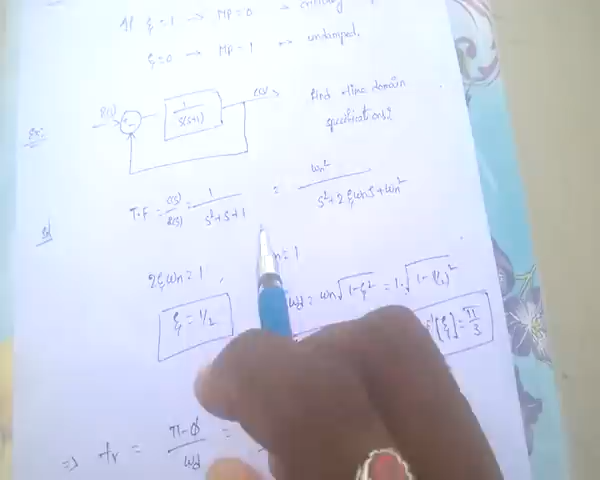 If ξ=1 → MP=0 → critically
ξ=0 → MP=1 → undamped.
Ex:
R(s) + - 1/S(S+1) C(s) Find time domain
specifications?
T.F = C(S)/R(S) = 1/(S²+S+1) = ωn²/(S²+2ξωnS+ωn²)
2ξωn=1, n=1
ξ=1/2 ωd= ωn√(1-ξ²) = 1·√(1-(1/2)²)
[ξ]=π/3
⇒ tr = (π-ϕ)/ωd =